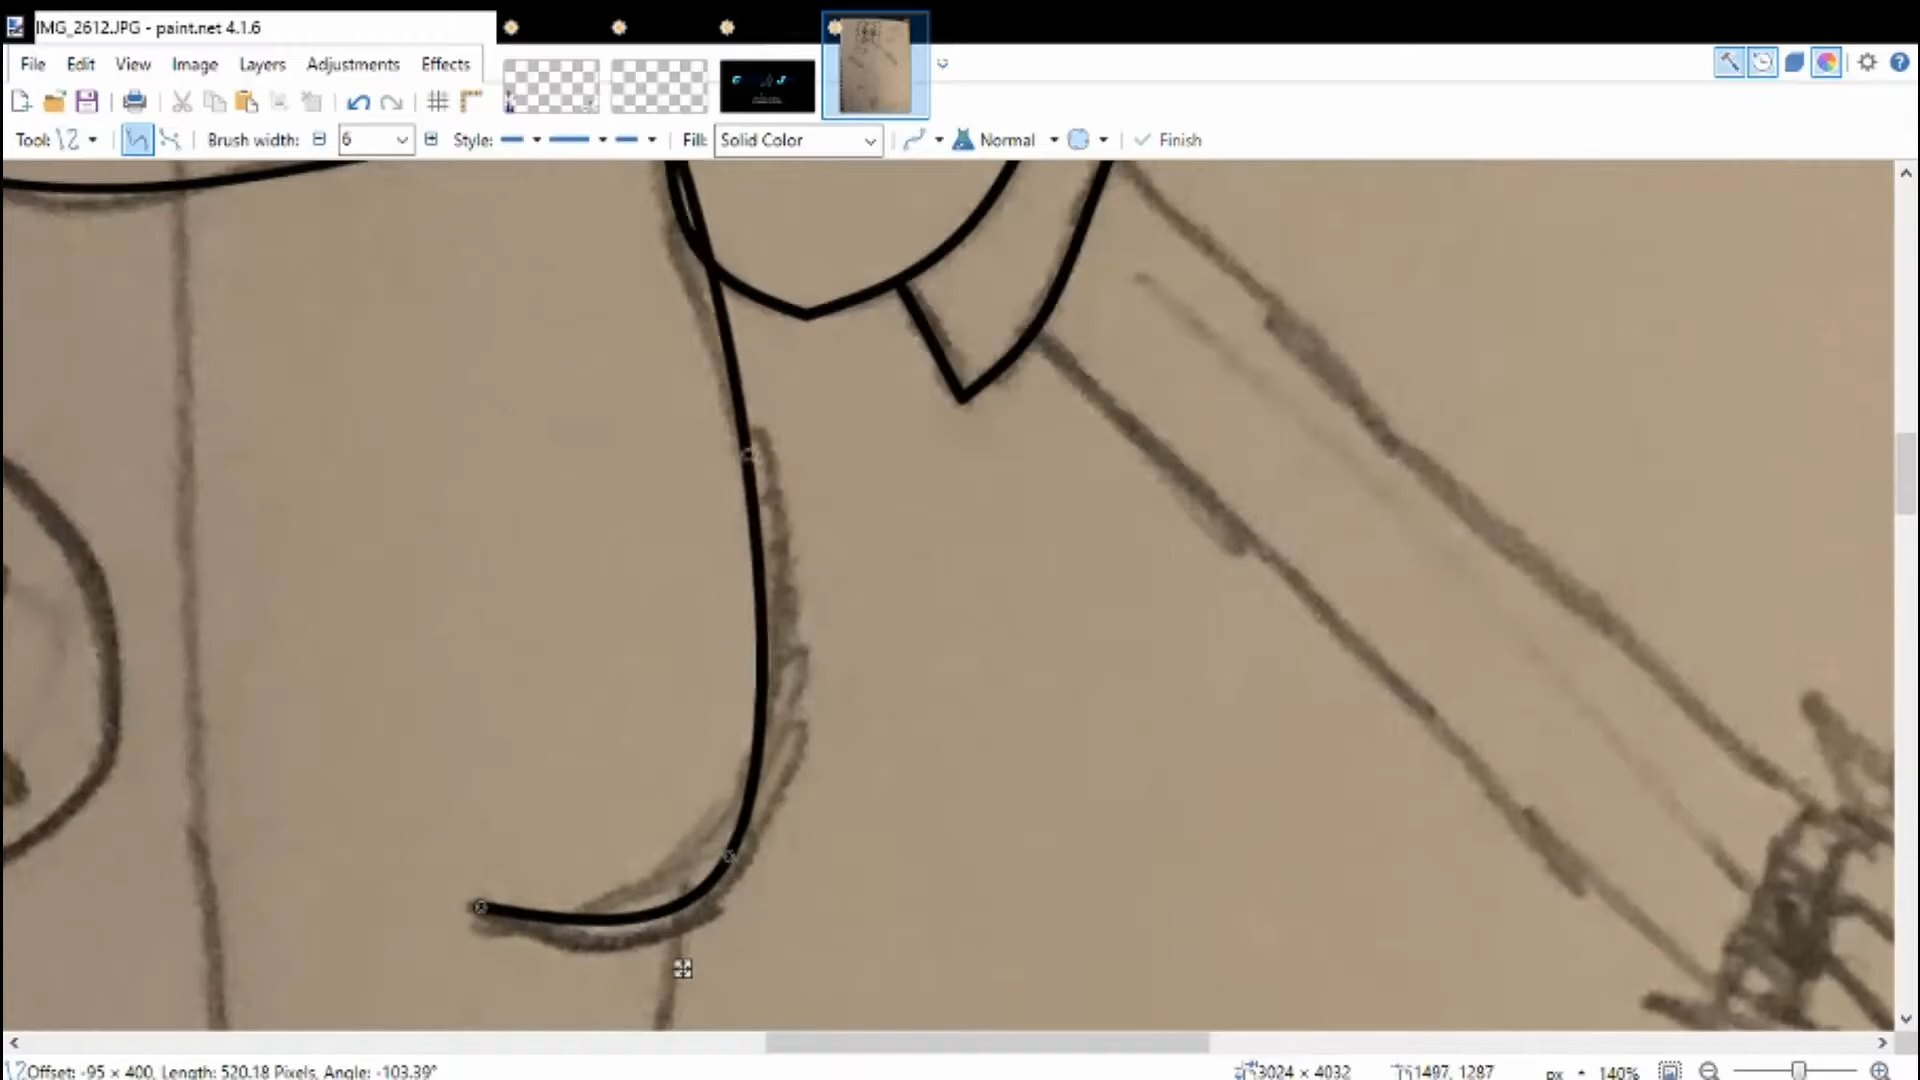 IMG_2612.JPG - paint.net 4.1.6
File Edit View Image Layers Adjustments Effects
Tool: Brush width: 6 Style: Fill: Solid Color Normal Finish
Offset: -95 × 400, Length: 520.18 Pixels, Angle: -103.39° 3024 × 4032 1497, 1287 px 140%